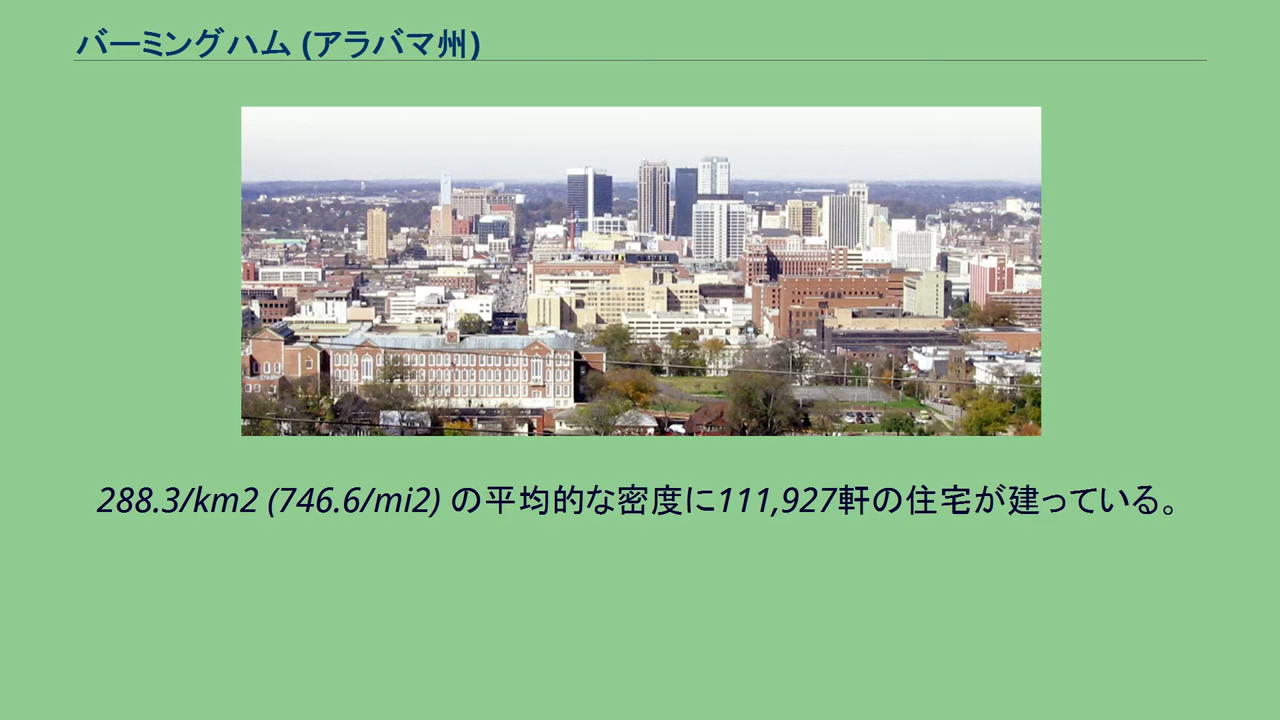 バーミングハム (アラバマ州)
288.3/km2 (746.6/mi2) の平均的な密度に111,927軒の住宅が建っている。